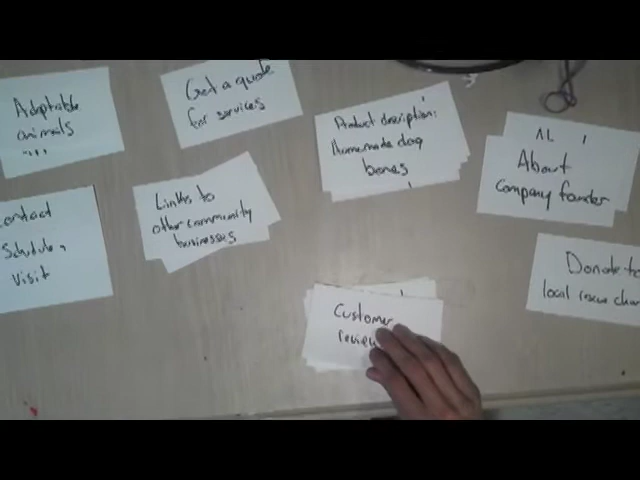 Adoptable
animals
Get a quote
for services
Product description:
Homemade dog
bones
About
company founder
contact
Schedule a
visit
Links to
other community
businesses
Donate to
local rescue
Customer